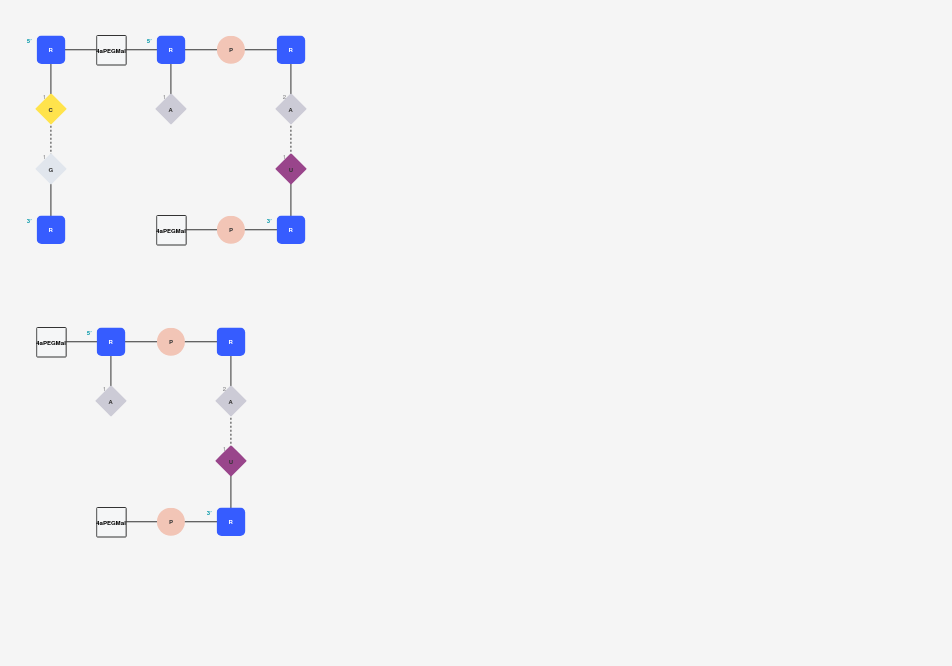 5' R 4aPEGMal 5' R P R
1 C 1 A 2 A
1 G 1 U
3' R 4aPEGMal P 3' R
4aPEGMal 5' R P R
1 A 2 A
1 U
4aPEGMal P 3' R